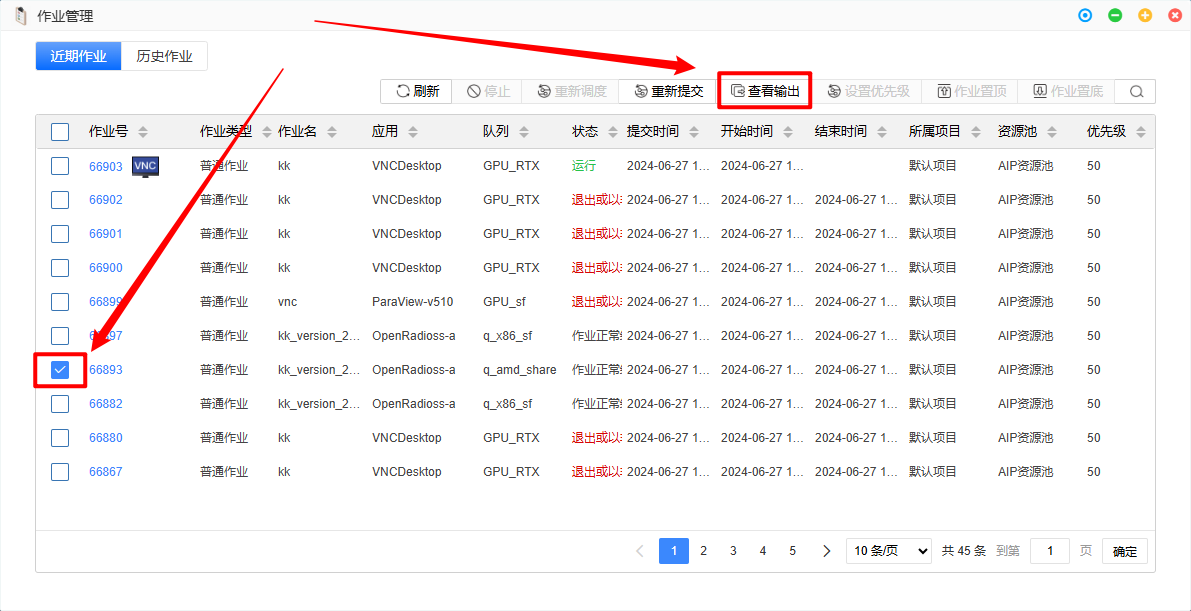 作业管理
近期作业 历史作业
刷新 停止 重新调度 重新提交 查看输出 设置优先级 作业置顶 作业置底
作业号 作业类型 作业名 应用 队列 状态 提交时间 开始时间 结束时间 所属项目 资源池 优先级
66903 VNC 普通作业 kk VNCDesktop GPU_RTX 运行 2024-06-27 1... 2024-06-27 1... 默认项目 AIP资源池 50
66902 普通作业 kk VNCDesktop GPU_RTX 退出或以 2024-06-27 1... 2024-06-27 1... 2024-06-27 1... 默认项目 AIP资源池 50
66901 普通作业 kk VNCDesktop GPU_RTX 退出或以 2024-06-27 1... 2024-06-27 1... 2024-06-27 1... 默认项目 AIP资源池 50
66900 普通作业 kk VNCDesktop GPU_RTX 退出或以 2024-06-27 1... 2024-06-27 1... 2024-06-27 1... 默认项目 AIP资源池 50
66899 普通作业 vnc ParaView-v510 GPU_sf 退出或以 2024-06-27 1... 2024-06-27 1... 2024-06-27 1... 默认项目 AIP资源池 50
普通作业 kk_version_2... OpenRadioss-a q_x86_sf 作业正常 2024-06-27 1... 2024-06-27 1... 2024-06-27 1... 默认项目 AIP资源池 50
66893 普通作业 kk_version_2... OpenRadioss-a q_amd_share 作业正常 2024-06-27 1... 2024-06-27 1... 2024-06-27 1... 默认项目 AIP资源池 50
66882 普通作业 kk_version_2... OpenRadioss-a q_x86_sf 作业正常 2024-06-27 1... 2024-06-27 1... 2024-06-27 1... 默认项目 AIP资源池 50
66880 普通作业 kk VNCDesktop GPU_RTX 退出或以 2024-06-27 1... 2024-06-27 1... 2024-06-27 1... 默认项目 AIP资源池 50
66867 普通作业 kk VNCDesktop GPU_RTX 退出或以 2024-06-27 1... 2024-06-27 1... 2024-06-27 1... 默认项目 AIP资源池 50
1 2 3 4 5 10 条/页 共 45 条 到第 1 页 确定